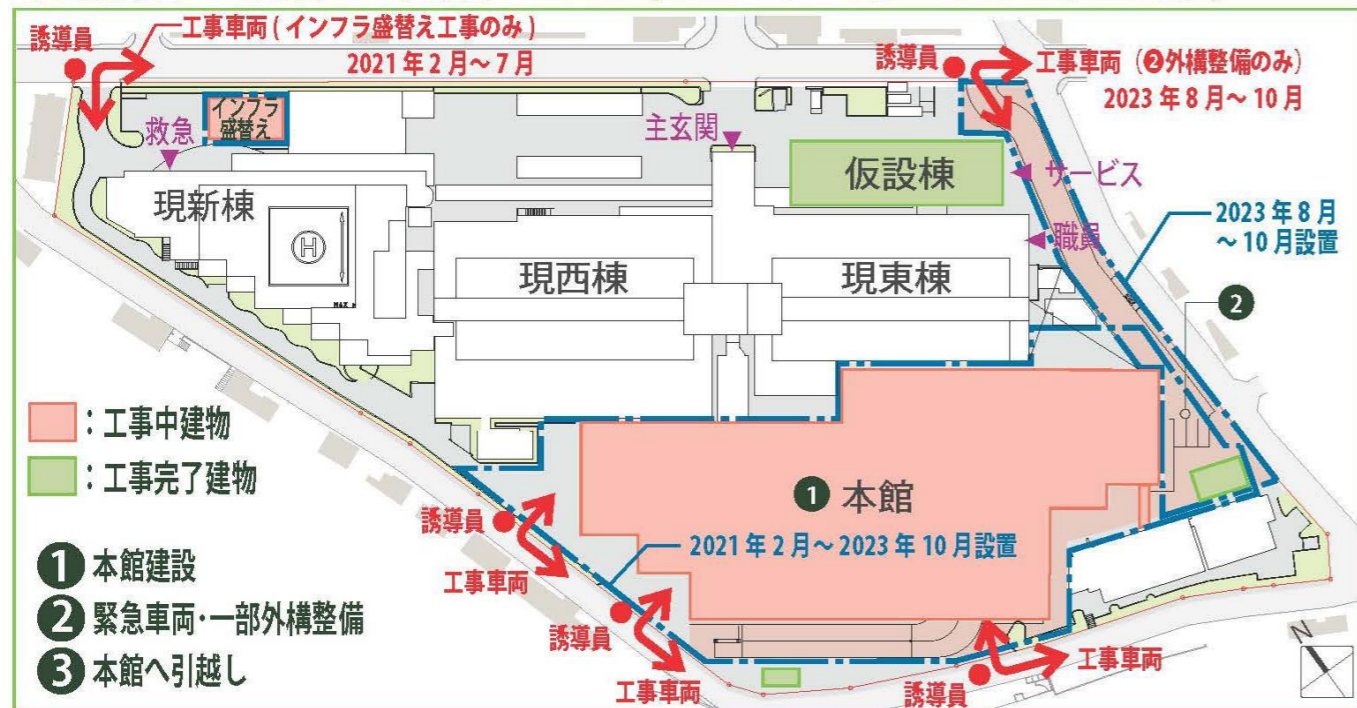 誘導員
工事車両(インフラ盛替え工事のみ)
2021年2月~7月
誘導員
工事車両 (❷外構整備のみ)
2023年8月~10月
インフラ
盛替え
救急
主玄関
仮設棟
サービス
現新棟
H
2023年8月
~10月設置
職員
現西棟
現東棟
❷
:工事中建物
:工事完了建物
❶ 本館
誘導員
2021年2月~2023年10月設置
工事車両
❶ 本館建設
❷ 緊急車両・一部外構整備
❸ 本館へ引越し
誘導員
工事車両
誘導員
工事車両
N